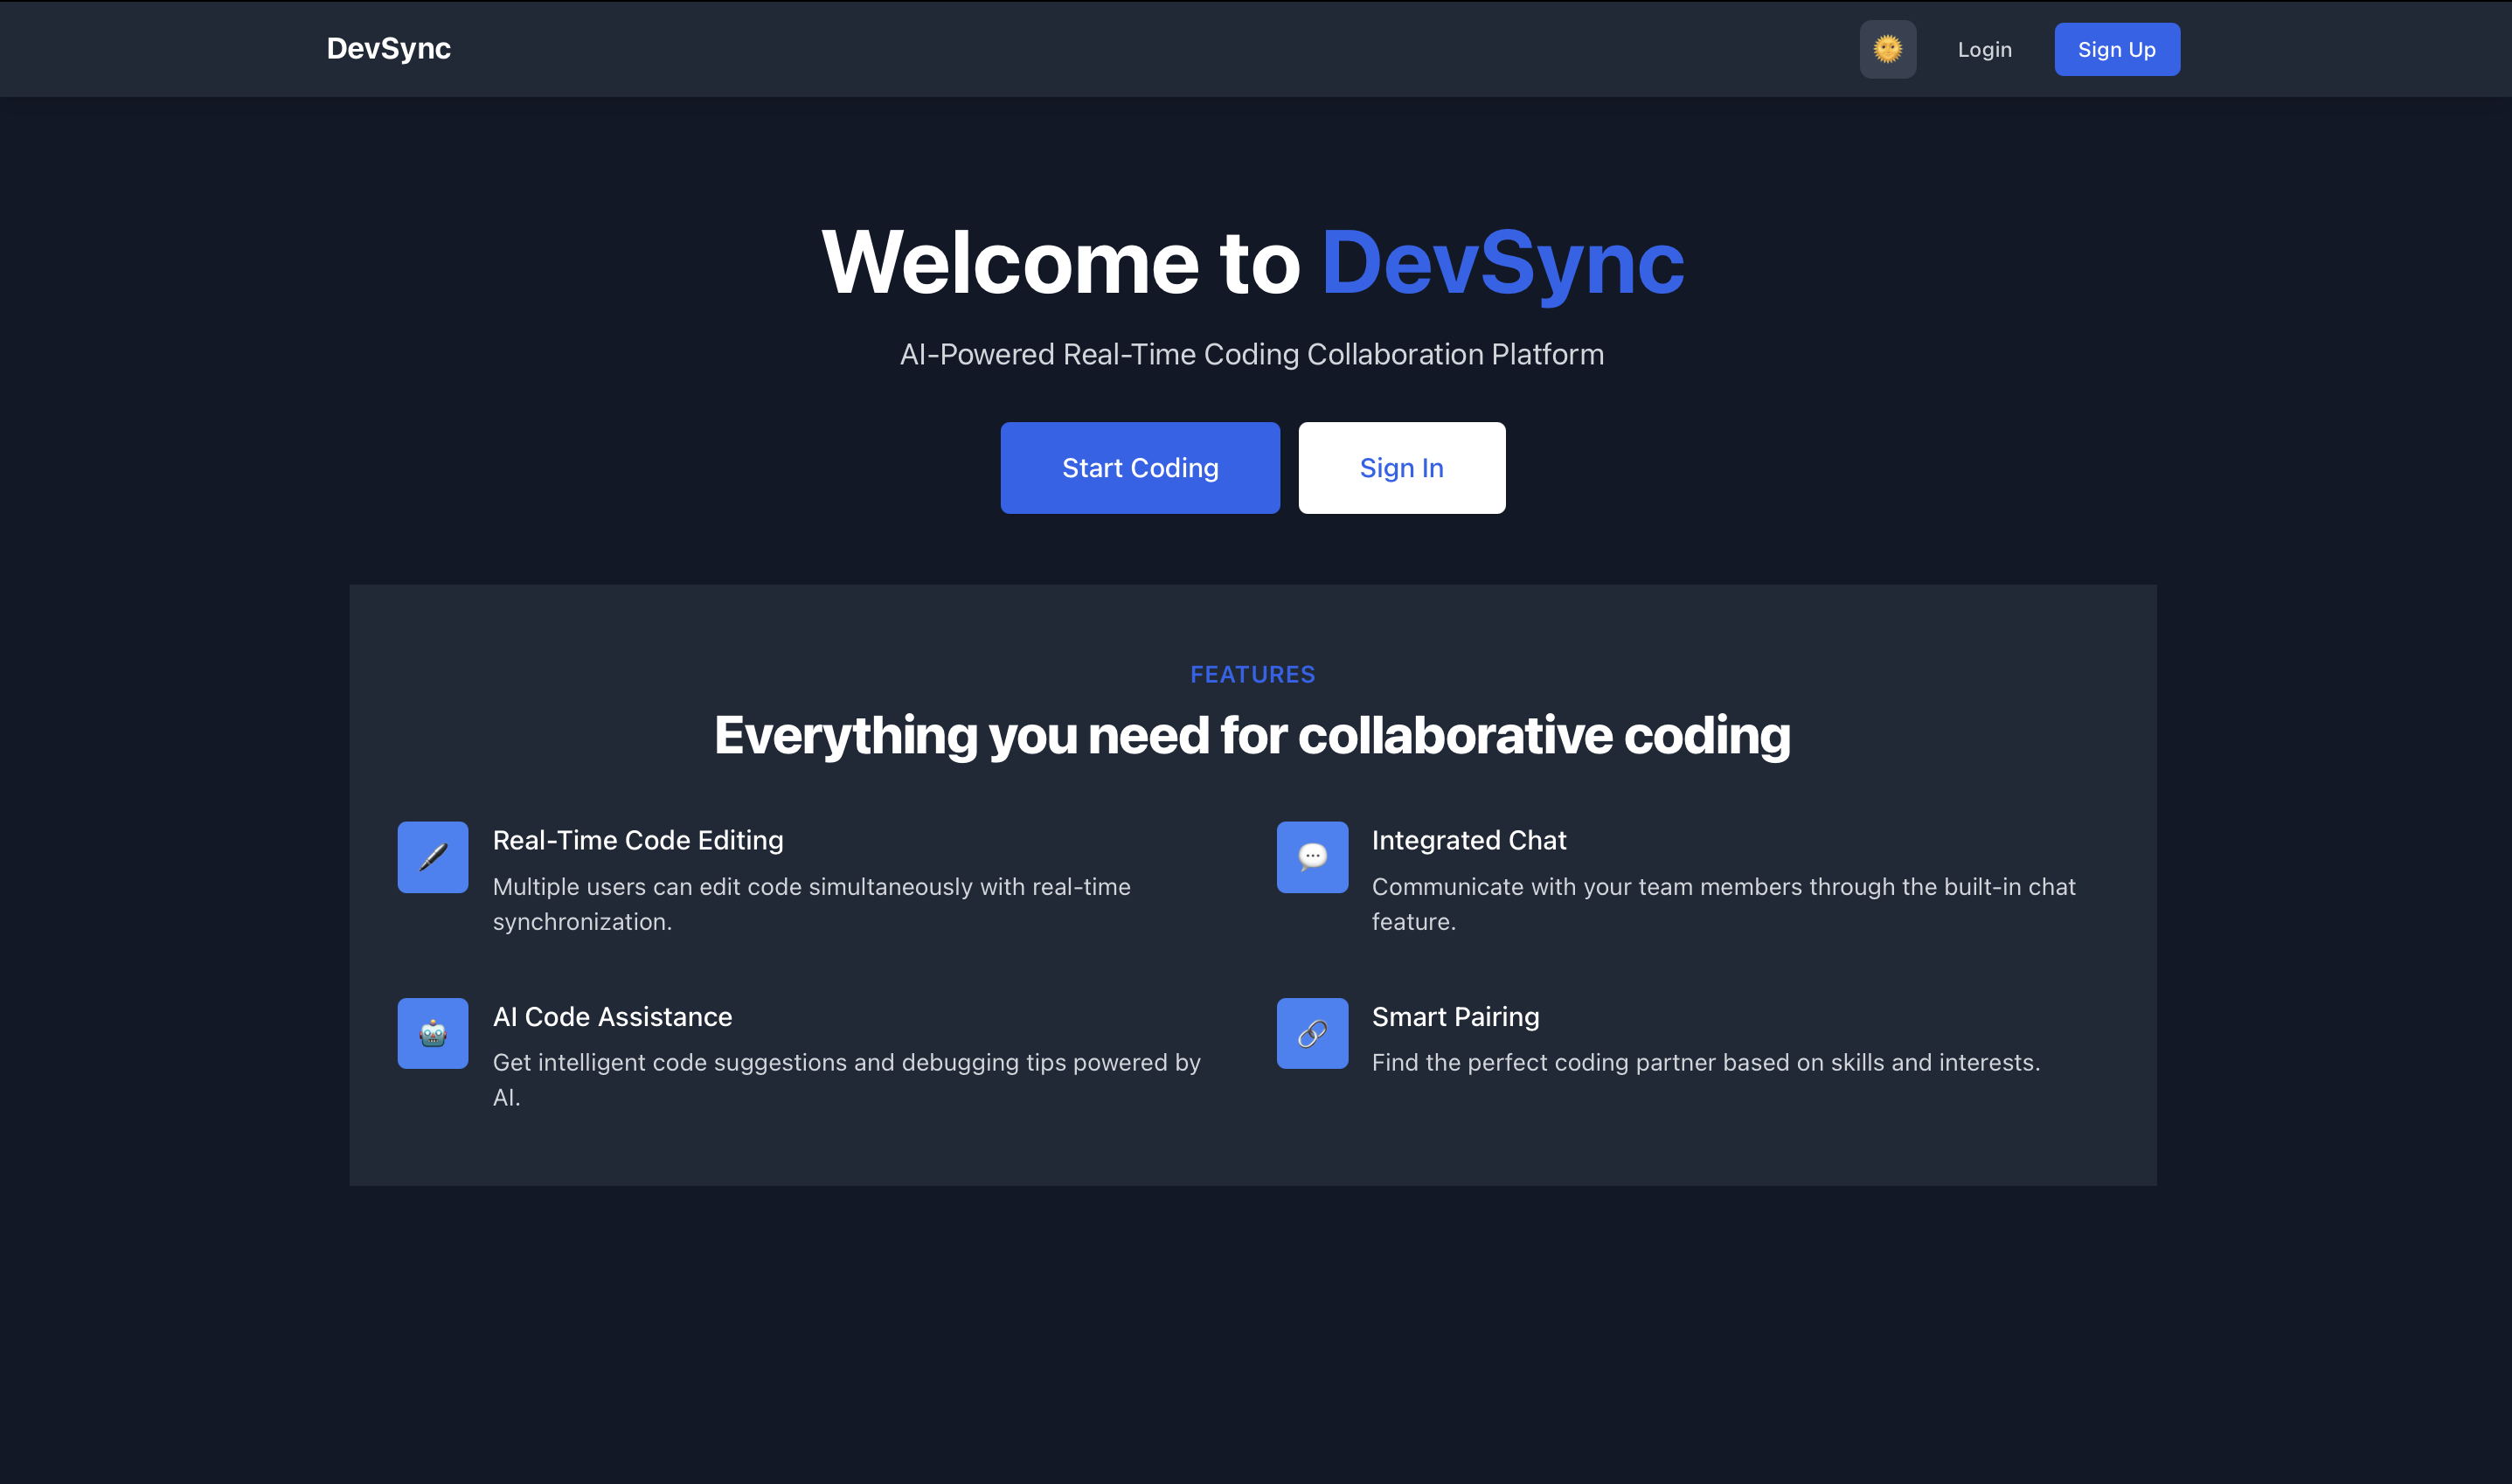 DevSync
Login
Sign Up
Welcome to DevSync
AI-Powered Real-Time Coding Collaboration Platform
Start Coding
Sign In
FEATURES
Everything you need for collaborative coding
Real-Time Code Editing
Multiple users can edit code simultaneously with real-time
synchronization.
Integrated Chat
Communicate with your team members through the built-in chat
feature.
AI Code Assistance
Get intelligent code suggestions and debugging tips powered by
AI.
Smart Pairing
Find the perfect coding partner based on skills and interests.